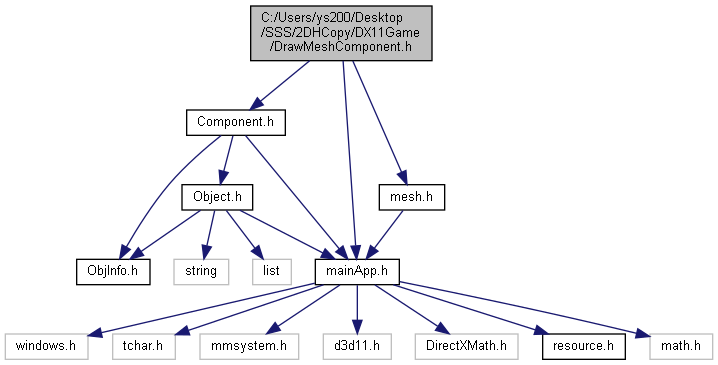 C:/Users/ys200/Desktop
/SSS/2DHCopy/DX11Game
/DrawMeshComponent.h
Component.h
Object.h
mesh.h
ObjInfo.h
string
list
mainApp.h
windows.h
tchar.h
mmsystem.h
d3d11.h
DirectXMath.h
resource.h
math.h